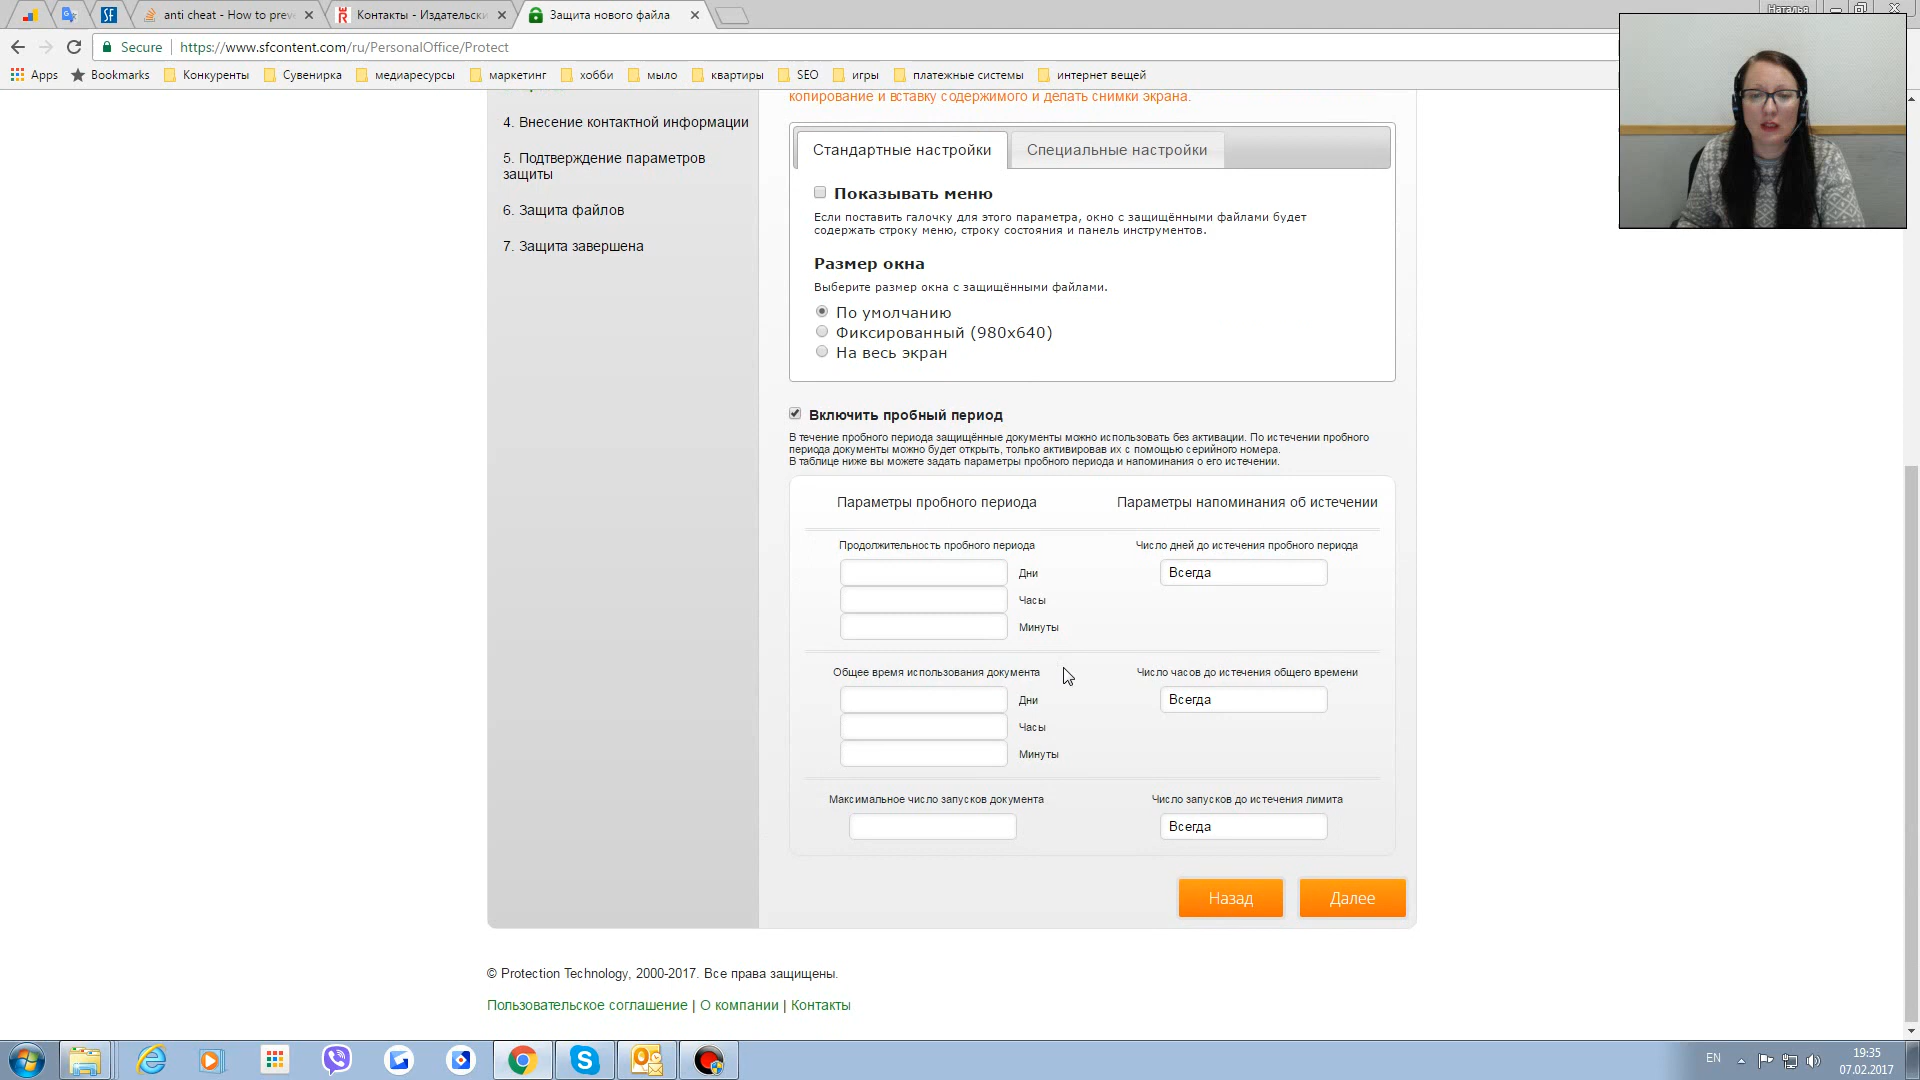 anti cheat - How to prev
Контакты - Издательски
Защита нового файла
Наталья
Secure
https://www.sfcontent.com/ru/PersonalOffice/Protect
Apps
Bookmarks
Конкуренты
Сувенирка
медиаресурсы
маркетинг
хобби
мыло
квартиры
SEO
игры
платежные системы
интернет вещей
копирование и вставку содержимого и делать снимки экрана.
4. Внесение контактной информации
5. Подтверждение параметров
защиты
6. Защита файлов
7. Защита завершена
Стандартные настройки
Специальные настройки
Показывать меню
Если поставить галочку для этого параметра, окно с защищёнными файлами будет
содержать строку меню, строку состояния и панель инструментов.
Размер окна
Выберите размер окна с защищёнными файлами.
По умолчанию
Фиксированный (980x640)
На весь экран
Включить пробный период
В течение пробного периода защищённые документы можно использовать без активации. По истечении пробного
периода документы можно будет открыть, только активировав их с помощью серийного номера.
В таблице ниже вы можете задать параметры пробного периода и напоминания о его истечении.
Параметры пробного периода
Параметры напоминания об истечении
Продолжительность пробного периода
Число дней до истечения пробного периода
Дни
Всегда
Часы
Минуты
Общее время использования документа
Число часов до истечения общего времени
Дни
Всегда
Часы
Минуты
Максимальное число запусков документа
Число запусков до истечения лимита
Всегда
Назад
Далее
© Protection Technology, 2000-2017. Все права защищены.
Пользовательское соглашение | О компании | Контакты
EN
19:35
07.02.2017